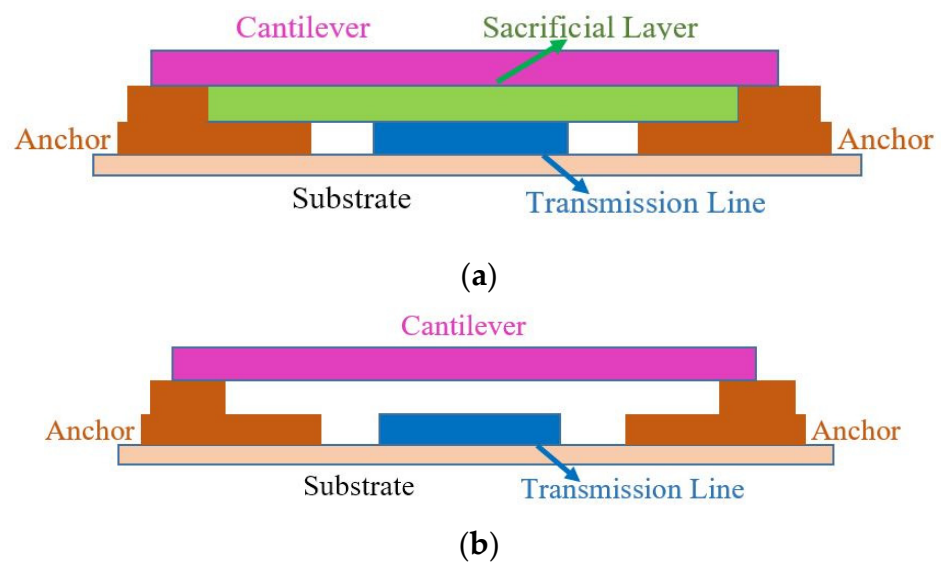 Cantilever
Sacrificial Layer
Anchor
Anchor
Substrate
Transmission Line
(a)
Cantilever
Anchor
Anchor
Substrate
Transmission Line
(b)